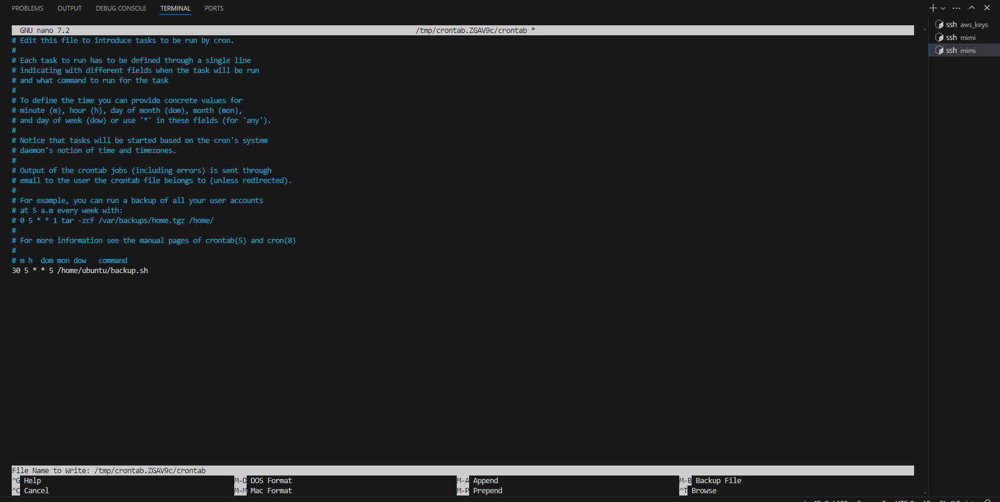 PROBLEMS OUTPUT DEBUG CONSOLE TERMINAL PORTS
GNU nano 7.2 /tmp/crontab.ZGAV9c/crontab *
# Edit this file to introduce tasks to be run by cron.
#
# Each task to run has to be defined through a single line
# indicating with different fields when the task will be run
# and what command to run for the task
#
# To define the time you can provide concrete values for
# minute (m), hour (h), day of month (dom), month (mon),
# and day of week (dow) or use '*' in these fields (for 'any').
#
# Notice that tasks will be started based on the cron's system
# daemon's notion of time and timezones.
#
# Output of the crontab jobs (including errors) is sent through
# email to the user the crontab file belongs to (unless redirected).
#
# For example, you can run a backup of all your user accounts
# at 5 a.m every week with:
# 0 5 * * 1 tar -zcf /var/backups/home.tgz /home/
#
# For more information see the manual pages of crontab(5) and cron(8)
#
# m h  dom mon dow   command
30 5 * * 5 /home/ubuntu/backup.sh
File Name to Write: /tmp/crontab.ZGAV9c/crontab
^G Help M-D DOS Format M-A Append M-B Backup File
^C Cancel M-M Mac Format M-P Prepend ^T Browse
ssh aws_keys
ssh mimi
ssh mimi